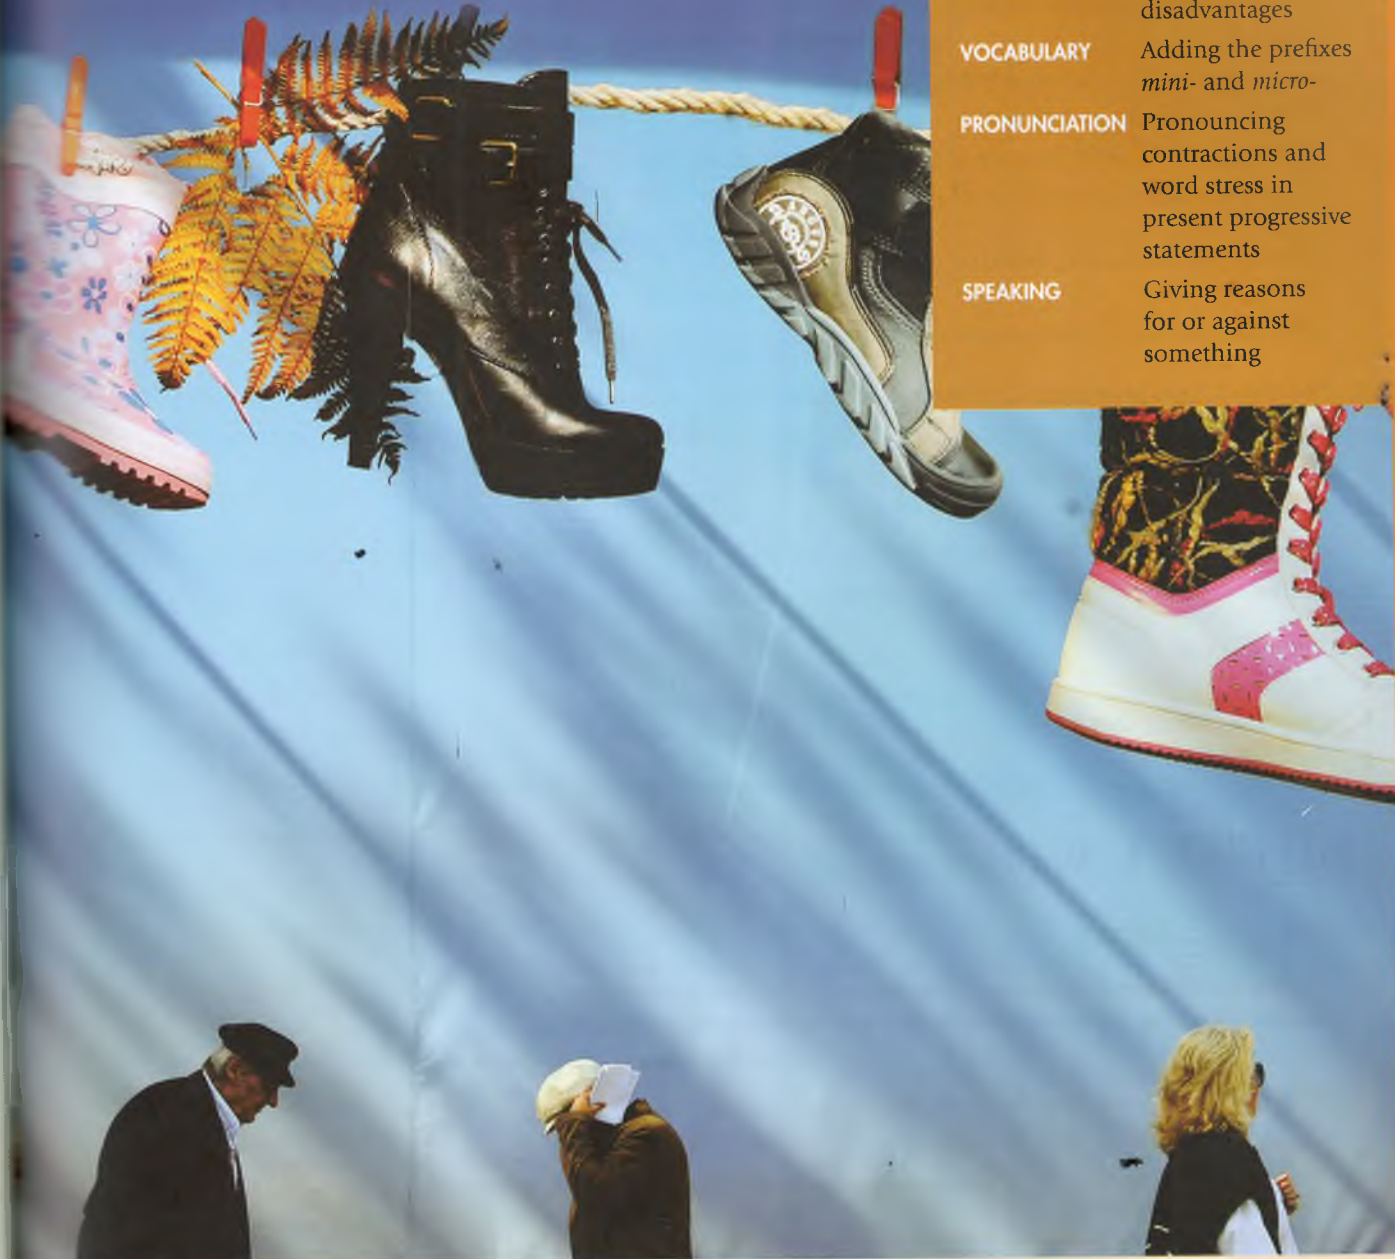 disadvantages
VOCABULARY Adding the prefixes
mini- and micro-
PRONUNCIATION Pronouncing
contractions and
word stress in
present progressive
statements
SPEAKING Giving reasons
for or against
something